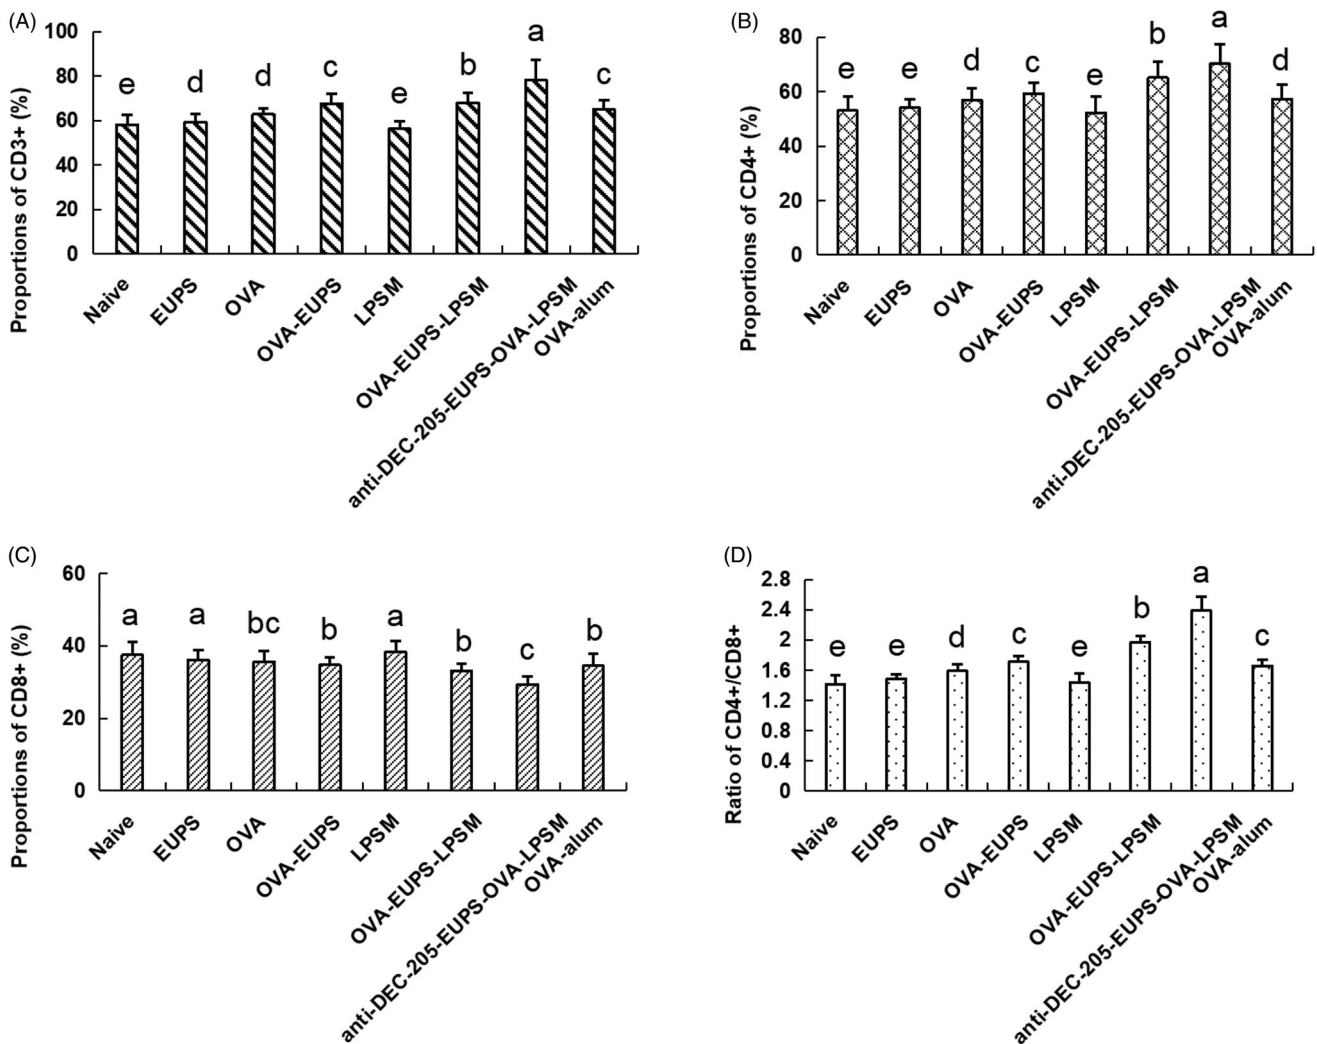 (A)
Proportions of CD3+ (%)
100
80
60
40
20
0
e d d c e b a c
Naive
EUPS
OVA
OVA-EUPS
LPSM
OVA-EUPS-LPSM
anti-DEC-205-EUPS-OVA-LPSM
OVA-alum
(B)
Proportions of CD4+ (%)
80
60
40
20
0
e e d c e b a d
Naive
EUPS
OVA
OVA-EUPS
LPSM
OVA-EUPS-LPSM
anti-DEC-205-EUPS-OVA-LPSM
OVA-alum
(C)
Proportions of CD8+ (%)
60
40
20
0
a a bc b a b c b
Naive
EUPS
OVA
OVA-EUPS
LPSM
OVA-EUPS-LPSM
anti-DEC-205-EUPS-OVA-LPSM
OVA-alum
(D)
Ratio of CD4+/CD8+
2.8
2.4
2
1.6
1.2
0.8
0.4
0
e e d c e b a c
Naive
EUPS
OVA
OVA-EUPS
LPSM
OVA-EUPS-LPSM
anti-DEC-205-EUPS-OVA-LPSM
OVA-alum